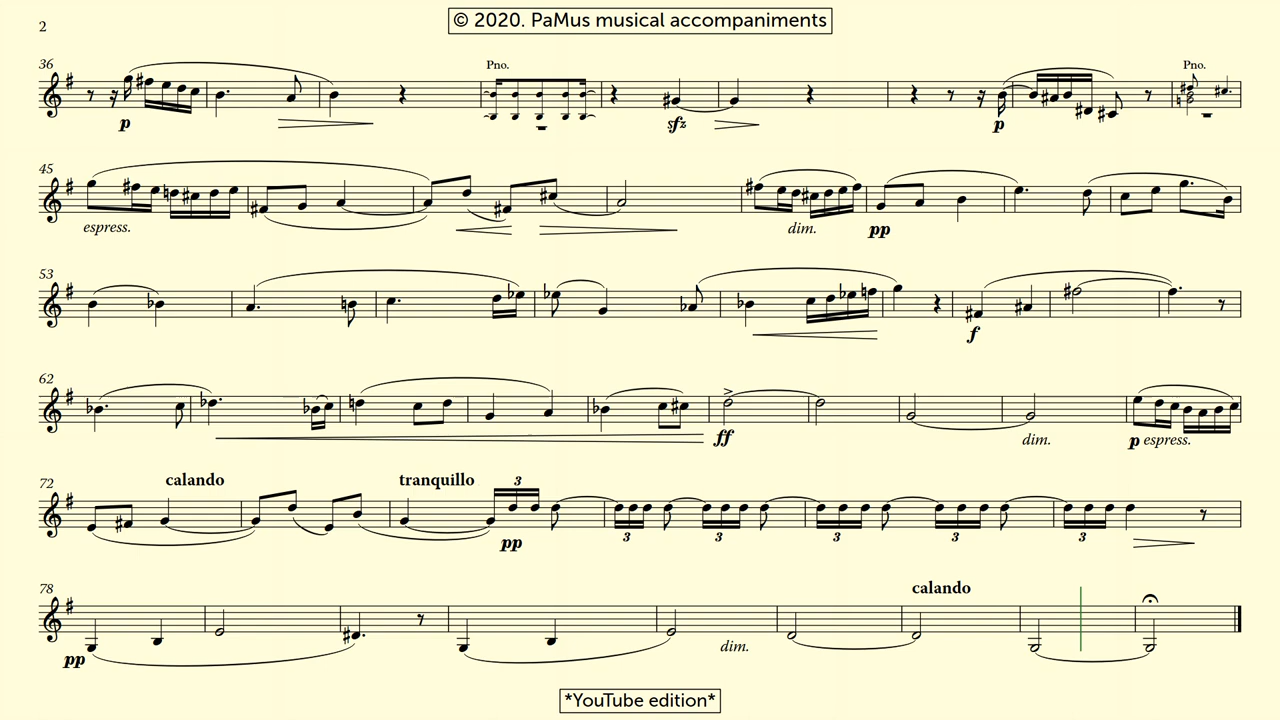 © 2020. PaMus musical accompaniments
2
36 Pno. Pno.
p sfz p
45
espress. dim. pp
53
f
62
ff dim. p espress.
72 calando tranquillo 3
pp 3 3 3 3 3
78 calando
pp dim.
*YouTube edition*